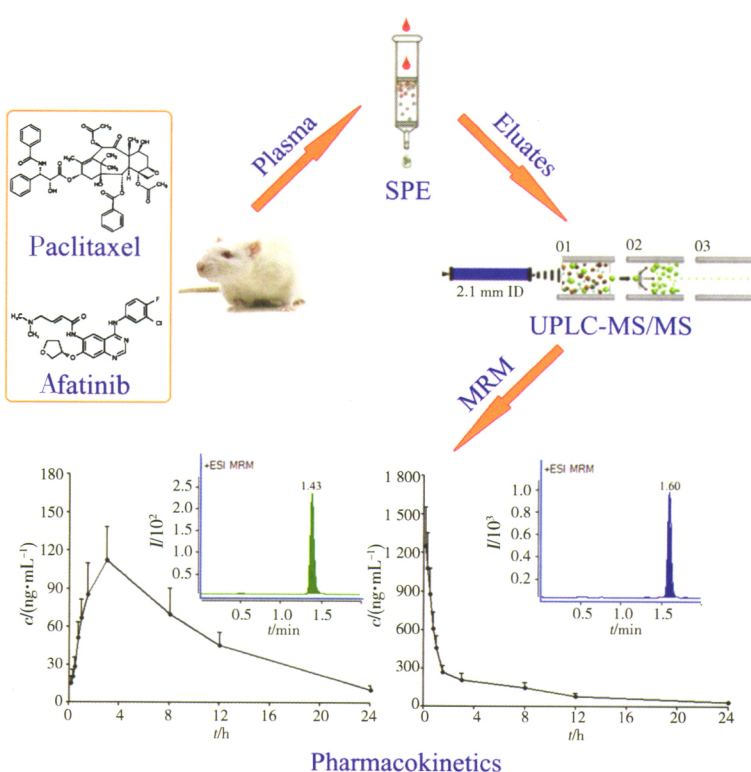 SPE
Plasma
Eluates
Paclitaxel
Afatinib
01 02 03
2.1 mm ID
UPLC-MS/MS
MRM
+ESI MRM
1.43
2.5
2.0
1.5
1.0
0.5
I/10²
0.5 1.0 1.5
t/min
180
150
120
90
60
30
0
c/(ng·mL⁻¹)
0 4 8 12 16 20 24
t/h
+ESI MRM
1.60
1.0
0.8
0.6
0.4
0.2
I/10³
0.5 1.0 1.5
t/min
1 800
1 500
1 200
900
600
300
0
c/(ng·mL⁻¹)
0 4 8 12 16 20 24
t/h
Pharmacokinetics